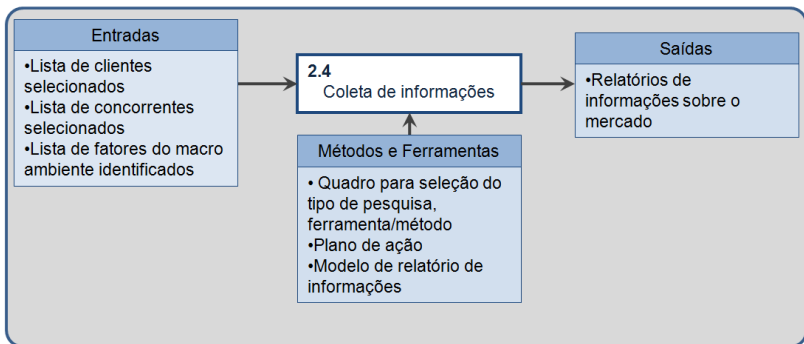 Entradas
•Lista de clientes
selecionados
•Lista de concorrentes
selecionados
•Lista de fatores do macro
ambiente identificados
2.4
Coleta de informações
Métodos e Ferramentas
• Quadro para seleção do
tipo de pesquisa,
ferramenta/método
•Plano de ação
•Modelo de relatório de
informações
Saídas
•Relatórios de
informações sobre o
mercado